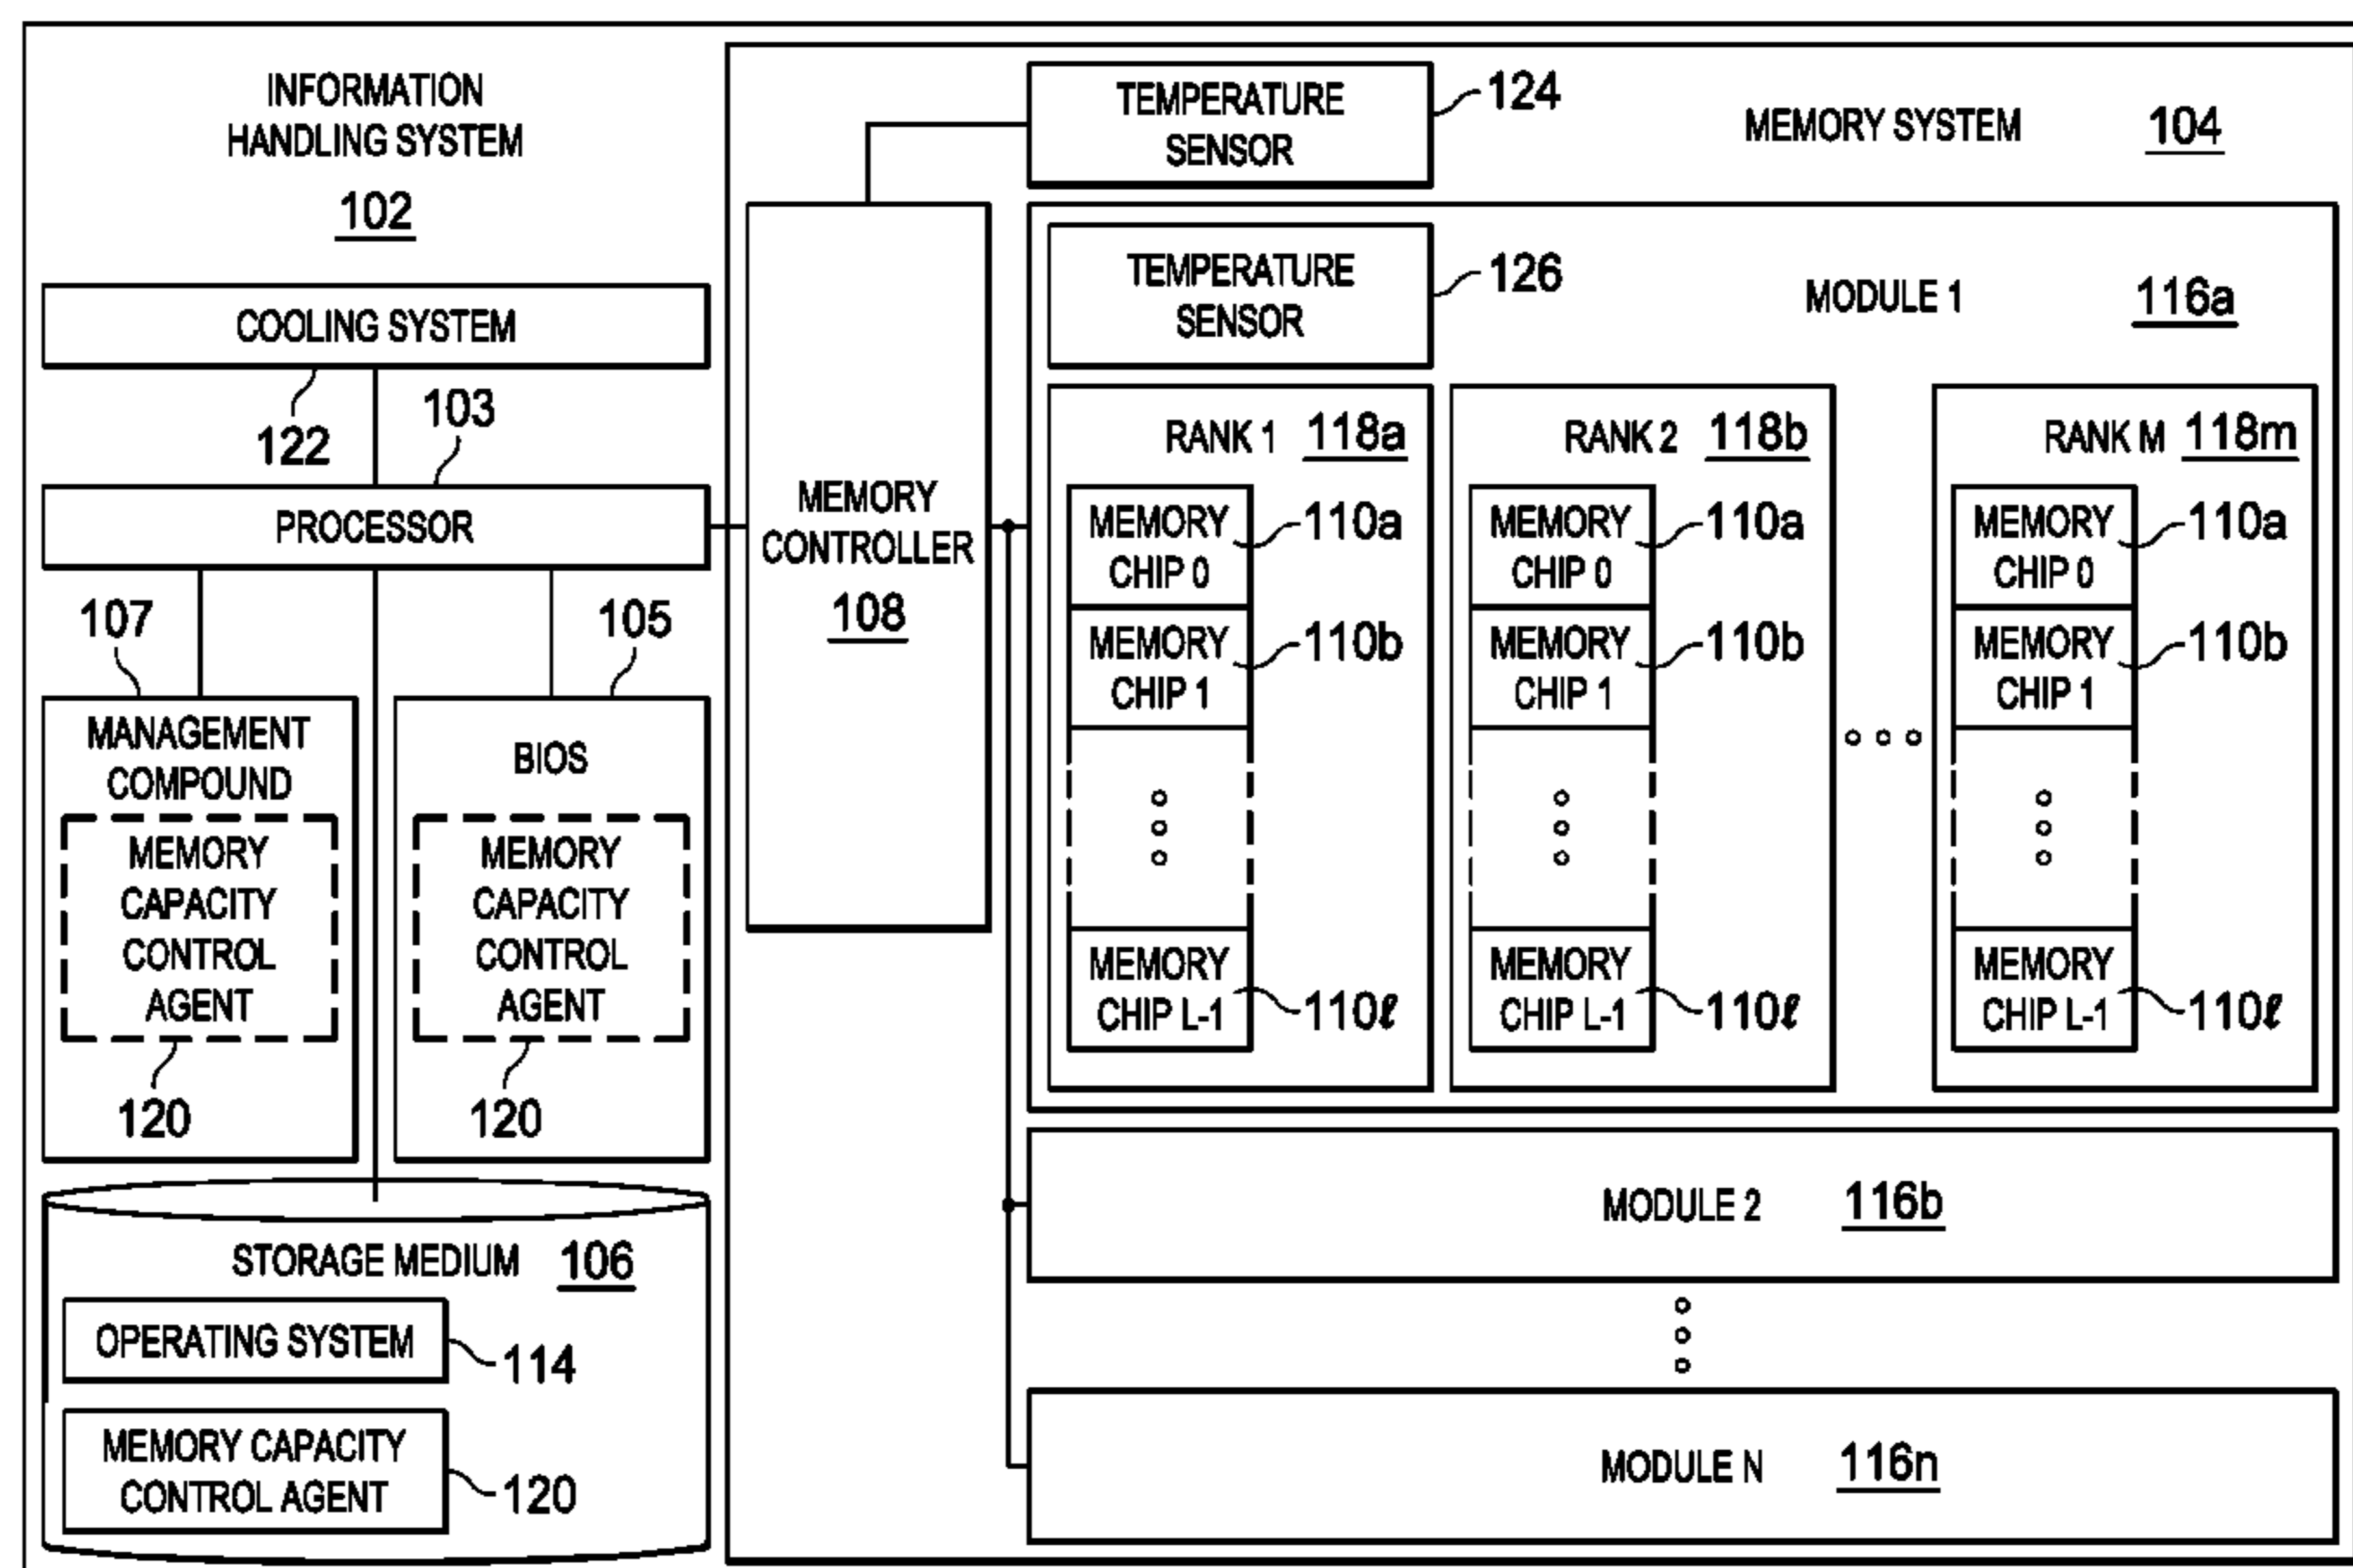 INFORMATION
HANDLING SYSTEM
102
COOLING SYSTEM
122
103
PROCESSOR
107
105
MANAGEMENT
COMPOUND
MEMORY
CAPACITY
CONTROL
AGENT
120
BIOS
MEMORY
CAPACITY
CONTROL
AGENT
120
STORAGE MEDIUM 106
OPERATING SYSTEM
114
MEMORY CAPACITY
CONTROL AGENT
120
MEMORY SYSTEM 104
TEMPERATURE
SENSOR
124
MEMORY
CONTROLLER
108
TEMPERATURE
SENSOR
126
MODULE 1 116a
RANK 1 118a
MEMORY
CHIP 0
110a
MEMORY
CHIP 1
110b
MEMORY
CHIP L-1
110ℓ
RANK 2 118b
MEMORY
CHIP 0
110a
MEMORY
CHIP 1
110b
MEMORY
CHIP L-1
110ℓ
RANK M 118m
MEMORY
CHIP 0
110a
MEMORY
CHIP 1
110b
MEMORY
CHIP L-1
110ℓ
MODULE 2 116b
MODULE N 116n